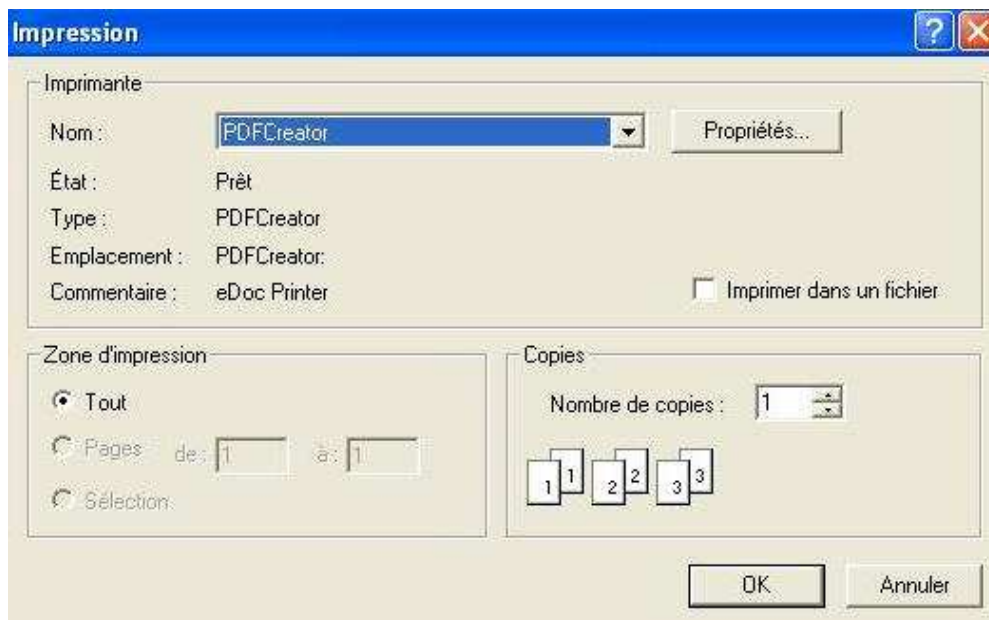 Impression
Imprimante
Nom : PDFCreator Propriétés...
État : Prêt
Type : PDFCreator
Emplacement : PDFCreator:
Commentaire : eDoc Printer Imprimer dans un fichier
Zone d'impression
Tout
Pages de : 1 à : 1
Sélection
Copies
Nombre de copies : 1
1 1 2 2 3 3
OK Annuler